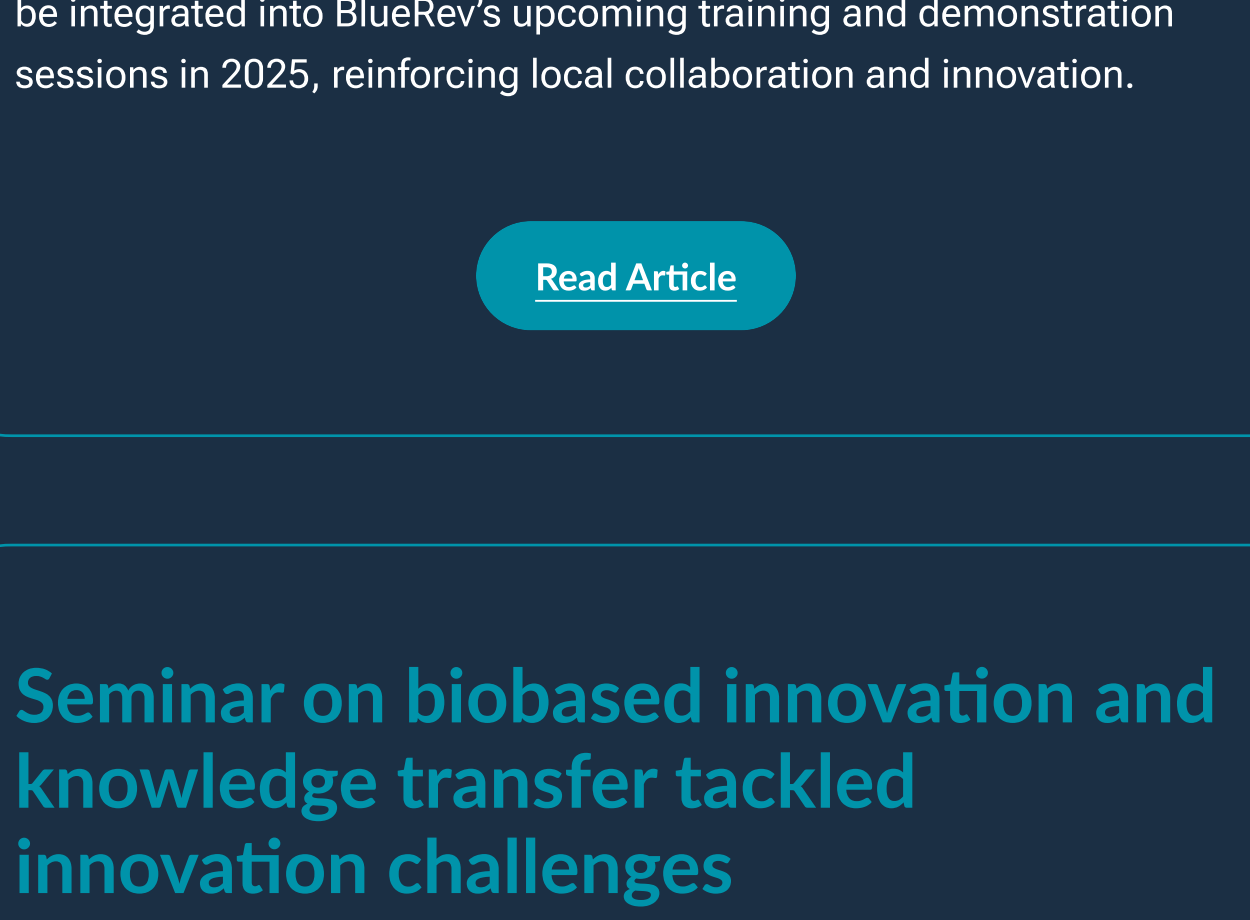 be integrated into BlueRev’s upcoming training and demonstration
sessions in 2025, reinforcing local collaboration and innovation.
Read Article
Seminar on biobased innovation and
knowledge transfer tackled
innovation challenges